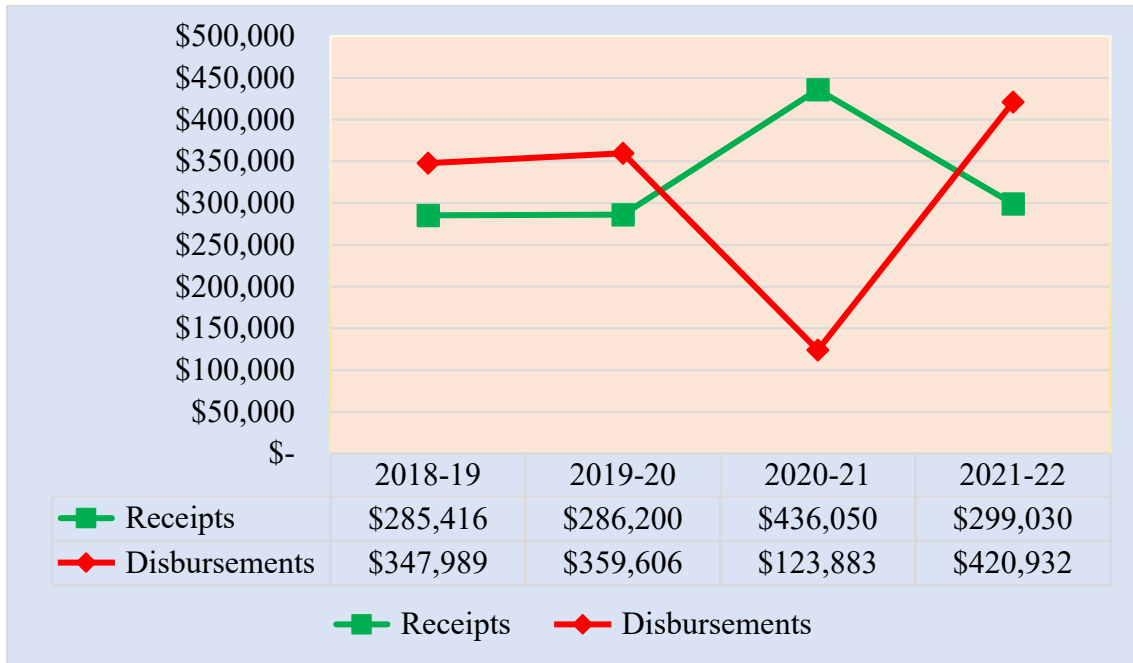 $500,000
$450,000
$400,000
$350,000
$300,000
$250,000
$200,000
$150,000
$100,000
$50,000
$-
2018-19 2019-20 2020-21 2021-22
Receipts $285,416 $286,200 $436,050 $299,030
Disbursements $347,989 $359,606 $123,883 $420,932
Receipts Disbursements